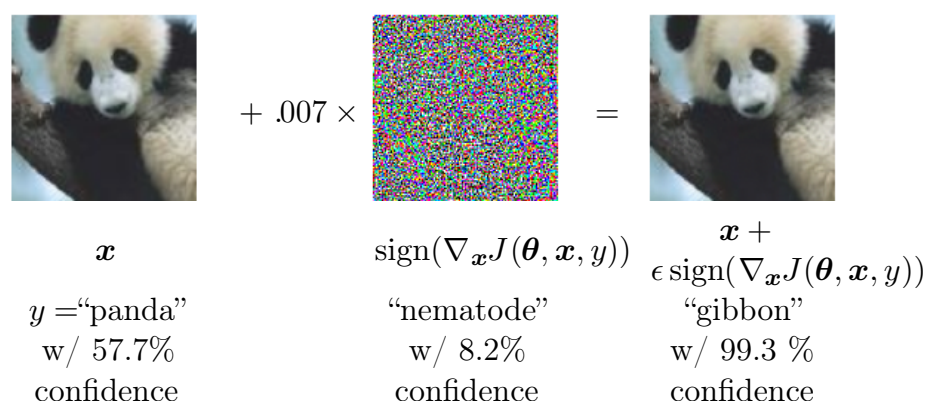 + .007 × =
x
sign(∇ₓJ(θ, x, y))
x +
ϵ sign(∇ₓJ(θ, x, y))
y =“panda”
w/ 57.7%
confidence
“nematode”
w/ 8.2%
confidence
“gibbon”
w/ 99.3 %
confidence